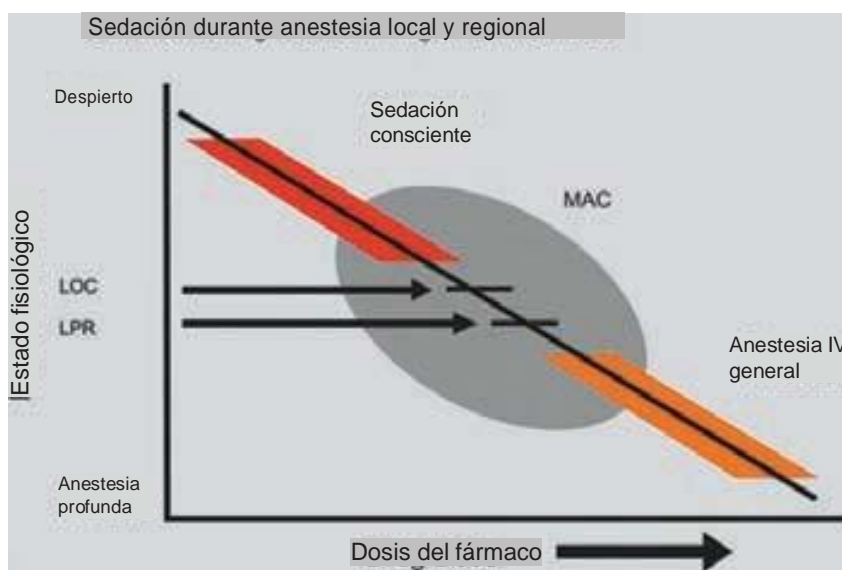 Sedación durante anestesia local y regional
Despierto
Sedación
consciente
MAC
Estado fisiológico
LOC
LPR
Anestesia IV
general
Anestesia
profunda
Dosis del fármaco